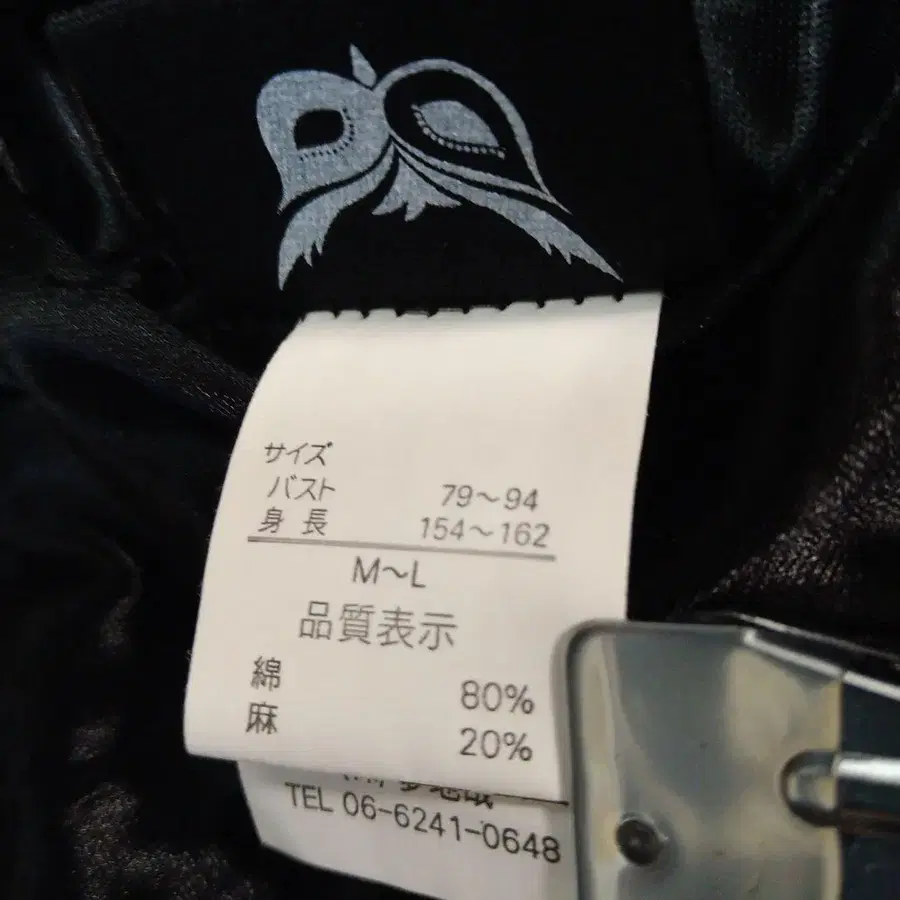 サイズ
バスト 79～94
身長 154～162
M～L
品質表示
綿 80%
麻 20%
TEL 06-6241-0648